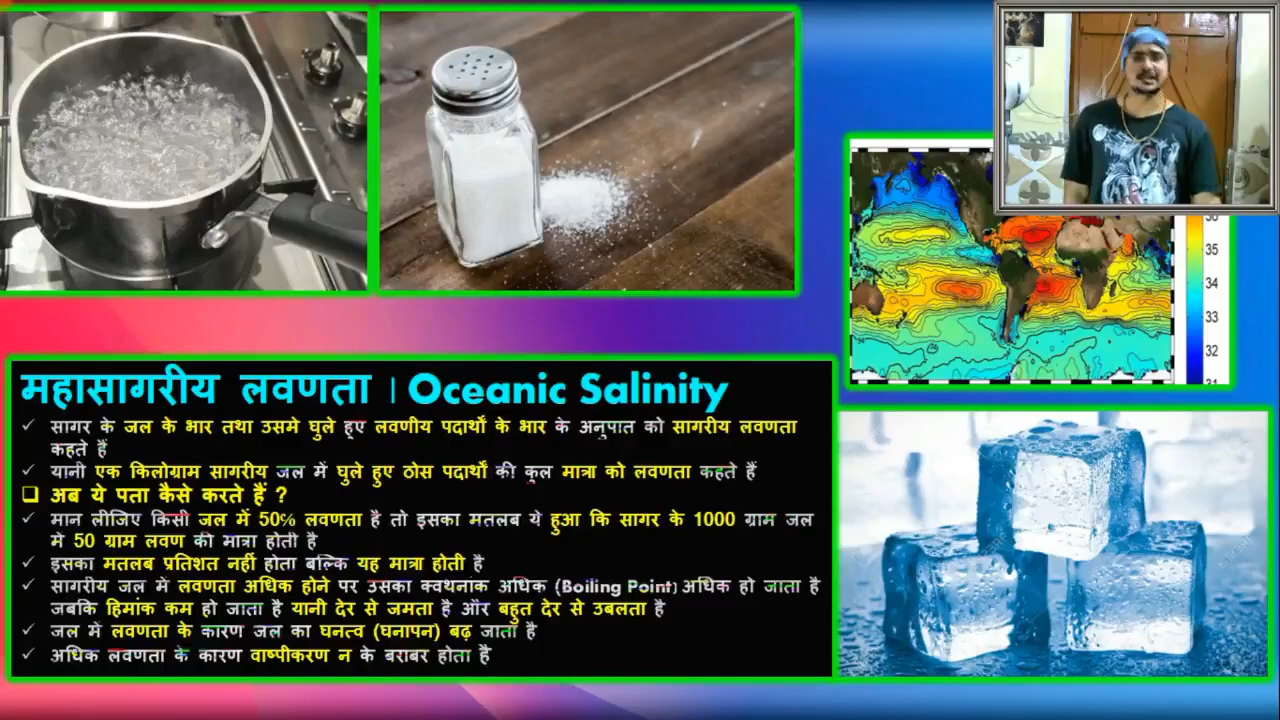 36
35
34
33
32
महासागरीय लवणता । Oceanic Salinity
✓ सागर के जल के भार तथा उसमे घुले हूए लवणीय पदार्थो के भार के अनुपात को सागरीय लवणता
कहते हैं
✓ यानी एक किलोग्राम सागरीय जल में घुले हुए ठोस पदार्थो की कुल मात्रा को लवणता कहते हैं
❑ अब ये पता कैसे करते हैं ?
✓ मान लीजिए किसी जल में 50% लवणता है तो इसका मतलब ये हुआ कि सागर के 1000 ग्राम जल
मे 50 ग्राम लवण की मात्रा होती है
✓ इसका मतलब प्रतिशत नहीं होता बल्कि यह मात्रा होती है
✓ सागरीय जल में लवणता अधिक होने पर उसका क्वथनांक अधिक (Boiling Point) अधिक हो जाता है
जबकि हिमांक कम हो जाता है यानी देर से जमता है और बहुत देर से उबलता है
✓ जल में लवणता के कारण जल का घनत्व (घनापन) बढ़ जाता है
✓ अधिक लवणता के कारण वाष्पीकरण न के बराबर होता है